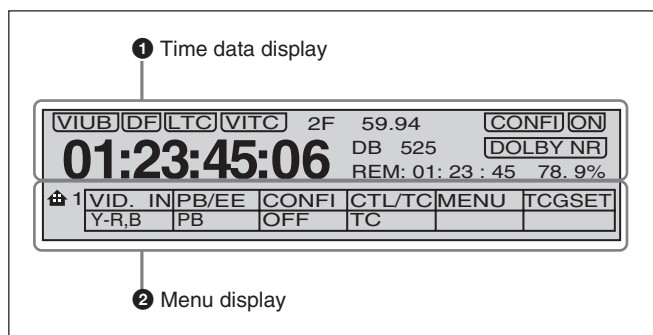 ❶ Time data display
VIUB DF LTC VITC 2F 59.94 CONFI ON
01:23:45:06 DB 525 DOLBY NR
REM: 01: 23 : 45 78. 9%
1 VID. IN PB/EE CONFI CTL/TC MENU TCGSET
Y-R,B PB OFF TC
❷ Menu display